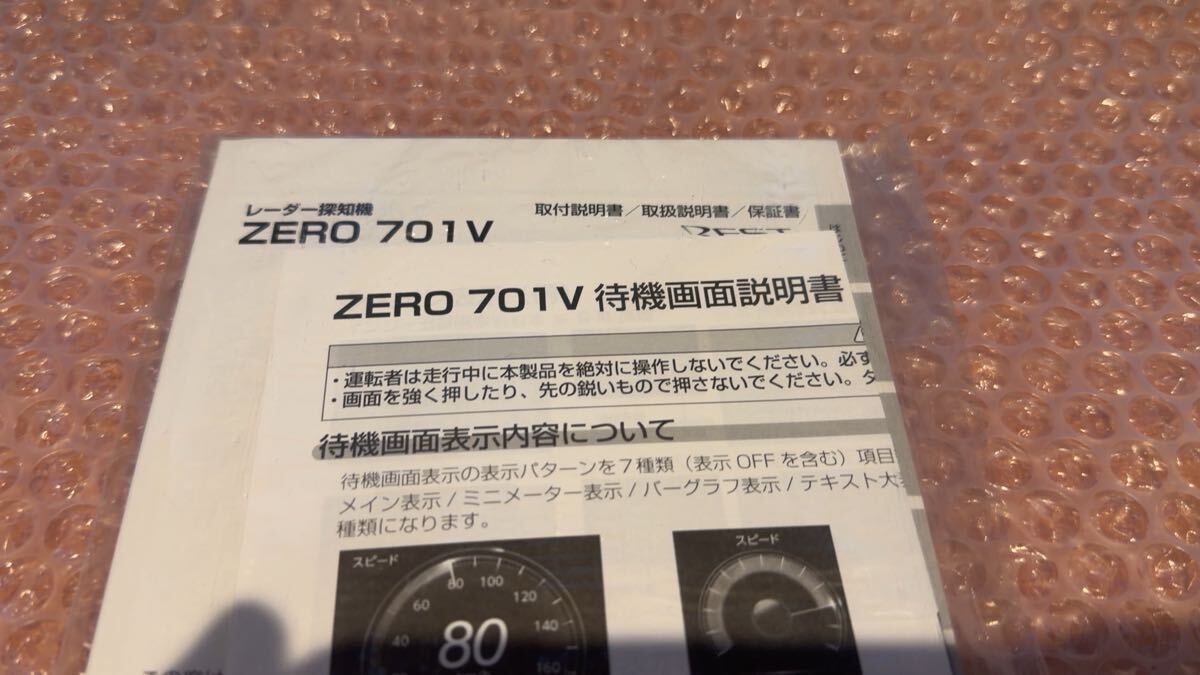 レーダー探知機
取付説明書／取扱説明書／保証書
ZERO 701V
ZERO 701V 待機画面説明書
・運転者は走行中に本製品を絶対に操作しないでください。必ず
・画面を強く押したり、先の鋭いもので押さないでください。タ
待機画面表示内容について
待機画面表示の表示パターンを7種類（表示 OFF を含む）項目
メイン表示 / ミニメーター表示 / バーグラフ表示 / テキスト大
種類になります。
スピード
スピード
80 100
60 120
40 80 140
160